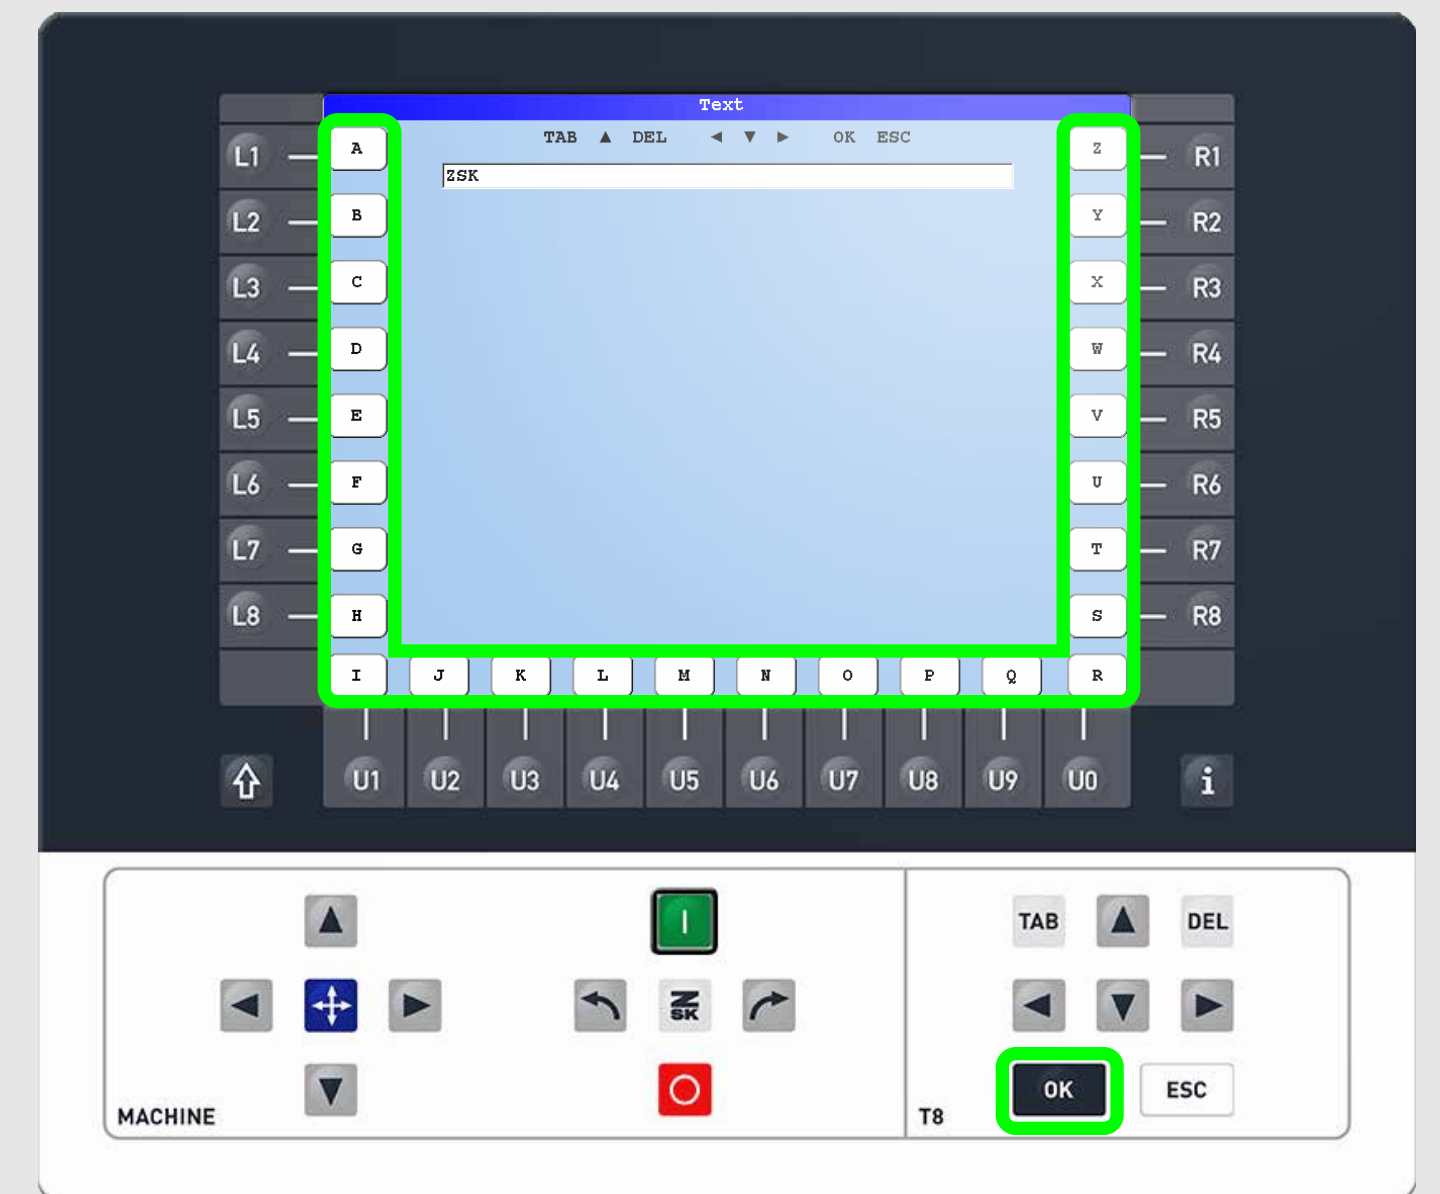 Text
TAB ▲ DEL ◄ ▼ ► OK ESC
ZSK
L1 A Z R1
L2 B Y R2
L3 C X R3
L4 D W R4
L5 E V R5
L6 F U R6
L7 G T R7
L8 H S R8
I J K L M N O P Q R
U1 U2 U3 U4 U5 U6 U7 U8 U9 U0 i
I
TAB DEL
ZSK
OK ESC
MACHINE T8